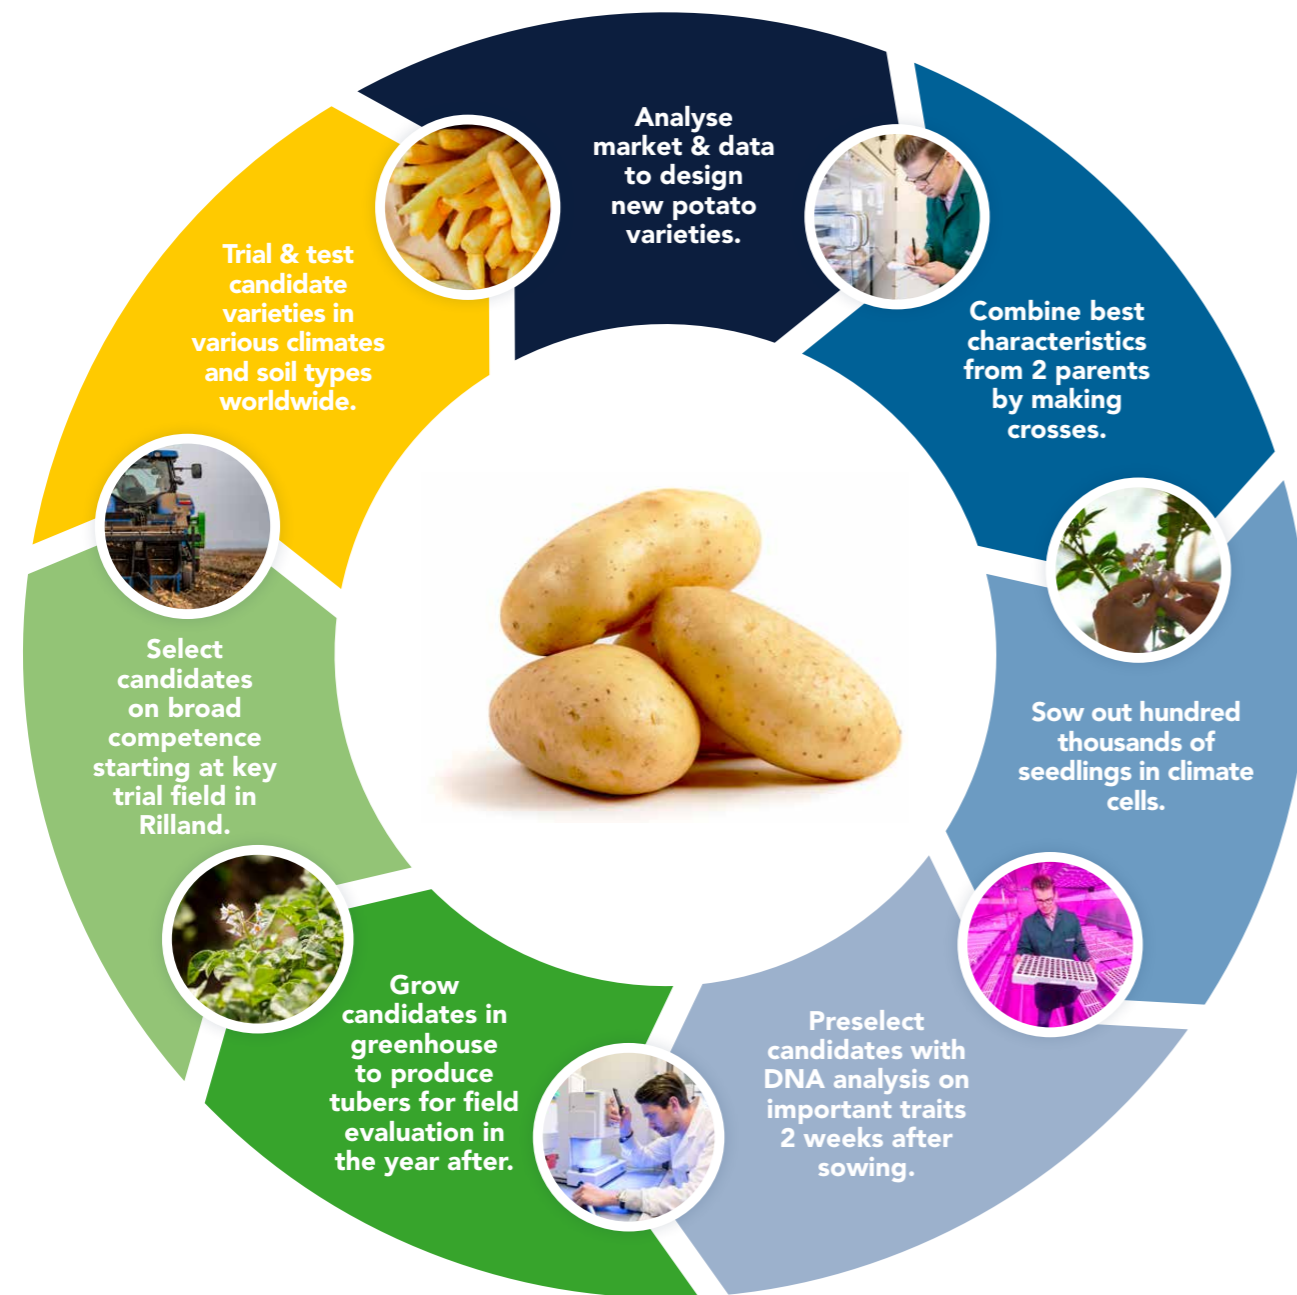 Analyse
market & data
to design
new potato
varieties.
Combine best
characteristics
from 2 parents
by making
crosses.
Sow out hundred
thousands of
seedlings in climate
cells.
Preselect
candidates with
DNA analysis on
important traits
2 weeks after
sowing.
Grow
candidates in
greenhouse
to produce
tubers for field
evaluation in
the year after.
Select
candidates
on broad
competence
starting at key
trial field in
Rilland.
Trial & test
candidate
varieties in
various climates
and soil types
worldwide.